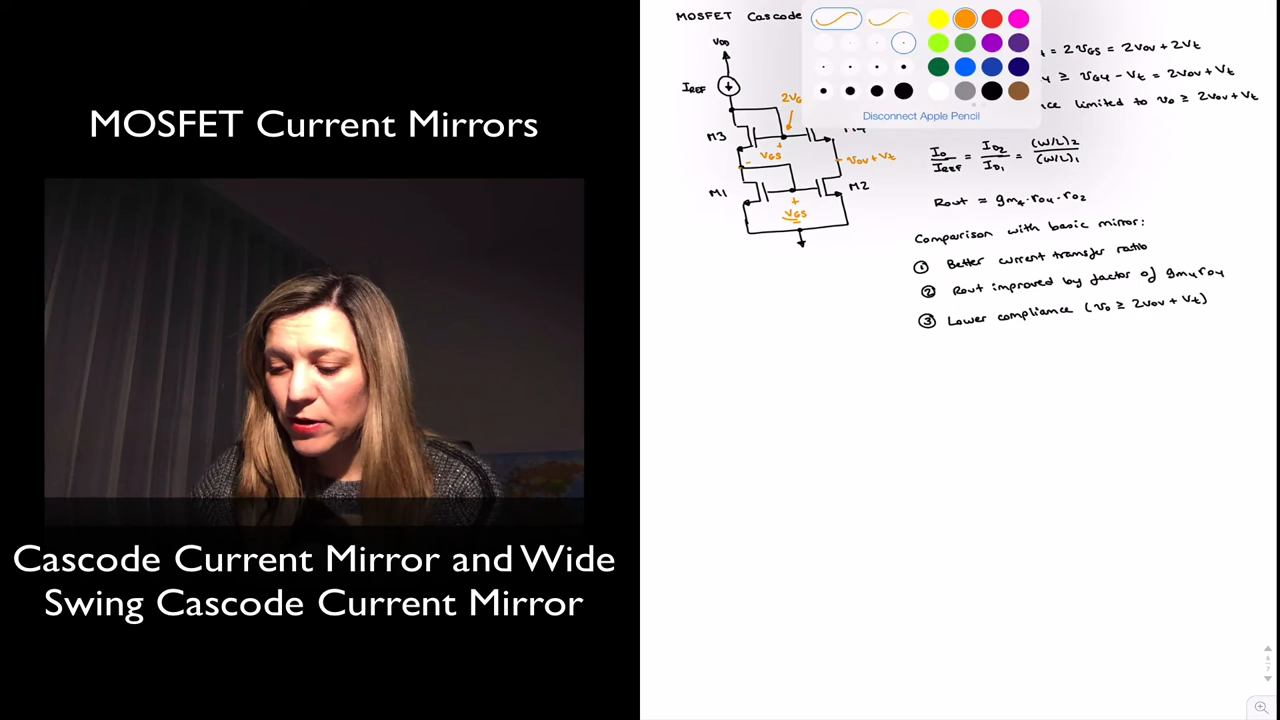 MOSFET Current Mirrors
Cascode Current Mirror and Wide
Swing Cascode Current Mirror
MOSFET Cascode
Disconnect Apple Pencil
VDD
IREF
M3
2VG
M4
+
VGS
-
VOV + Vt
M1
M2
+
VGS
-
= 2VGS = 2VOV + 2Vt
≥ VG4 - Vt = 2VOV + Vt
limited to vo ≥ 2VOV + Vt
Io/IREF = ID2/ID1 = (W/L)2/(W/L)1
Rout = gm4·ro4·ro2
Comparison with basic mirror:
① Better current transfer ratio
② Rout improved by factor of gm4ro4
③ Lower compliance (vo ≥ 2VOV + Vt)
6
7